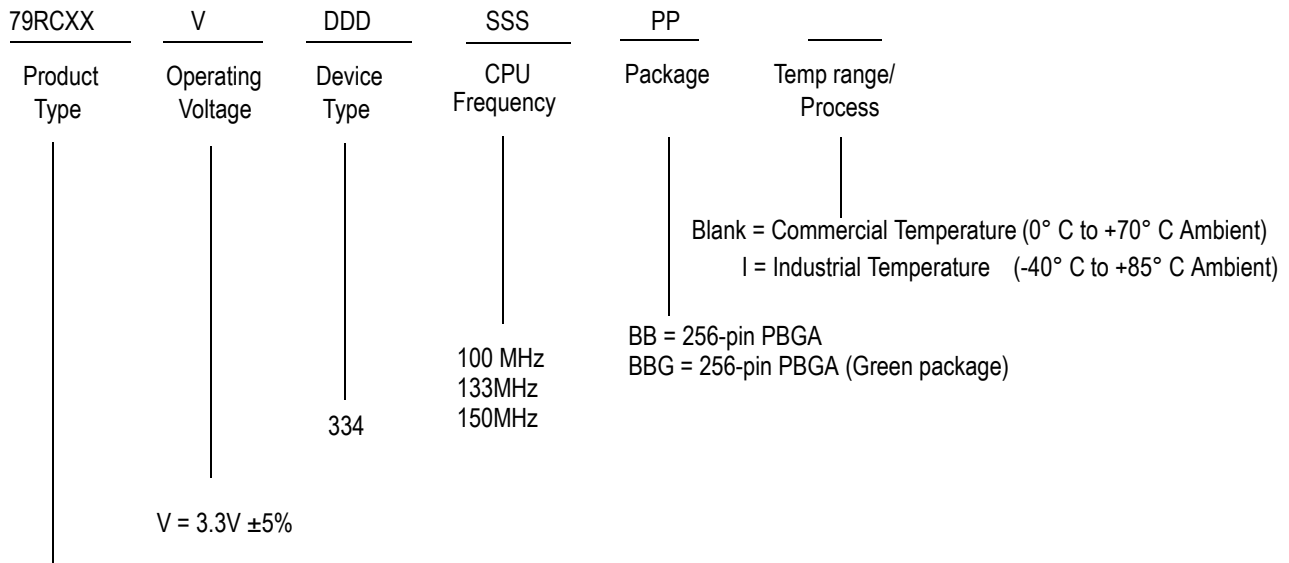 79RCXX V DDD SSS PP
Product Type
Operating Voltage
Device Type
CPU Frequency
Package
Temp range/ Process
Blank = Commercial Temperature (0° C to +70° C Ambient)
I = Industrial Temperature (-40° C to +85° C Ambient)
BB = 256-pin PBGA
BBG = 256-pin PBGA (Green package)
100 MHz
133MHz
150MHz
334
V = 3.3V ±5%